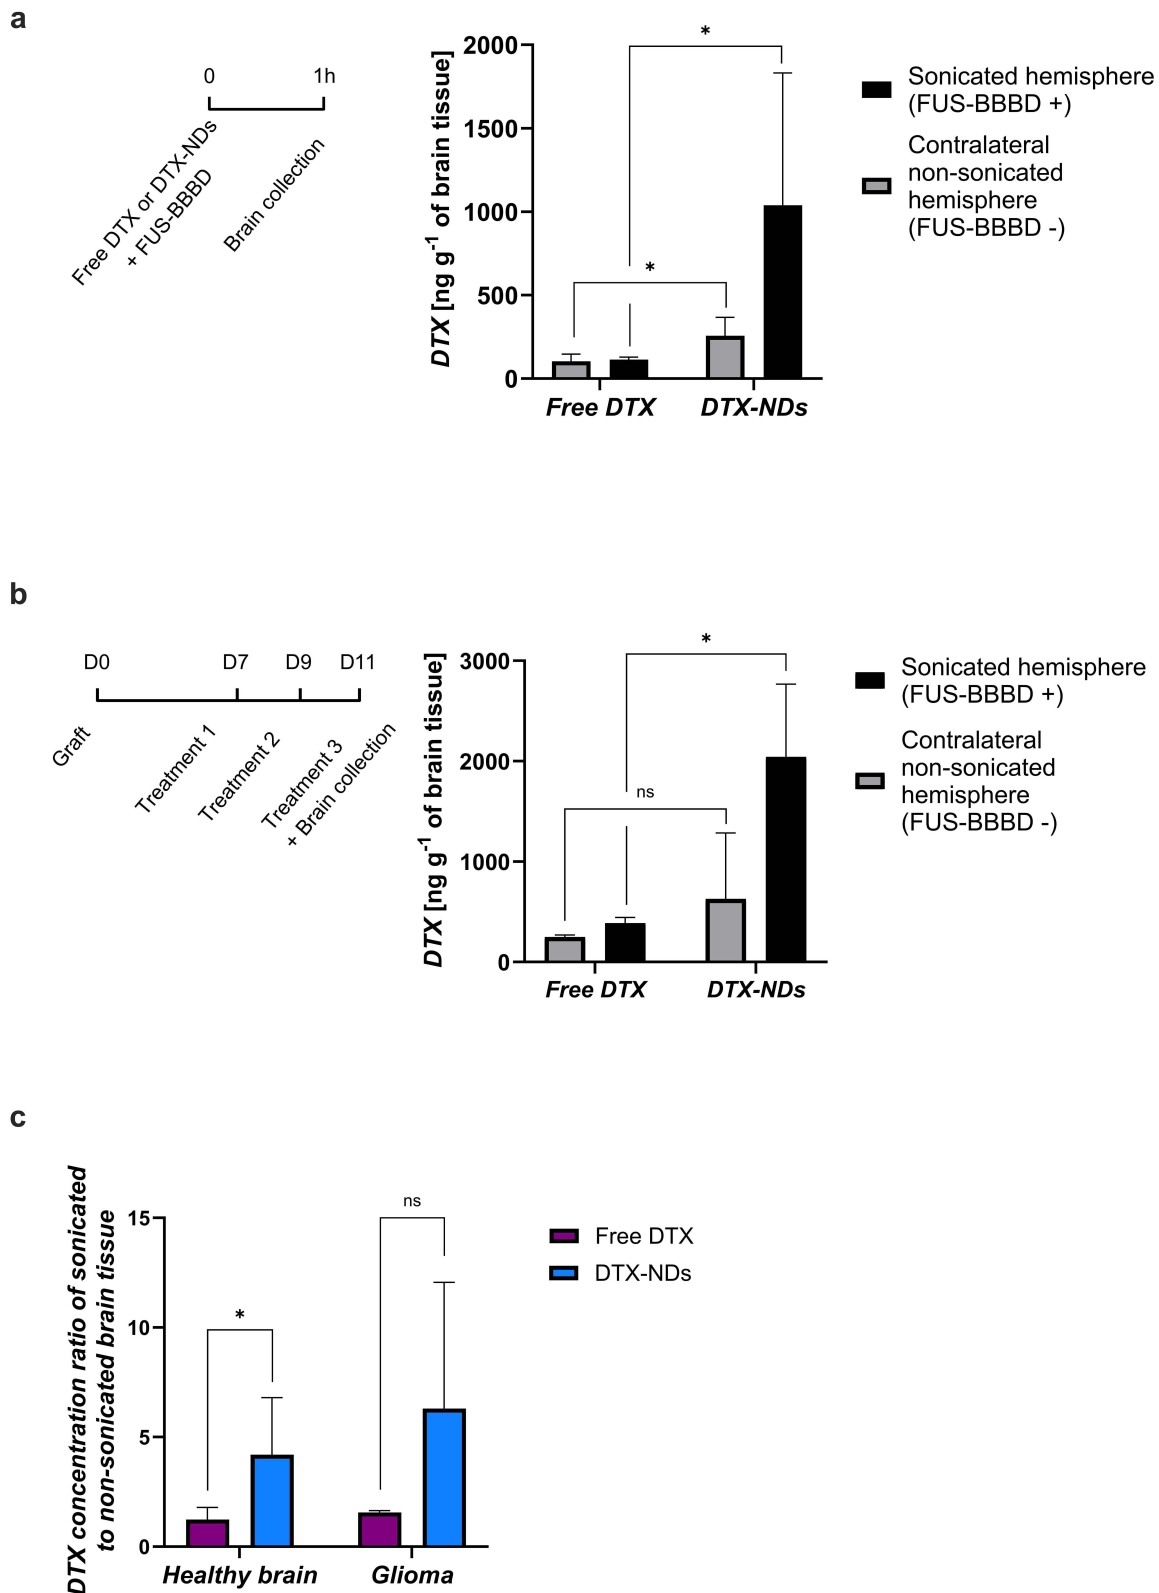 a
0
1h
Free DTX or DTX-NDs
+ FUS-BBBD
Brain collection
DTX [ng g-1 of brain tissue]
2000
1500
1000
500
0
*
*
Free DTX
DTX-NDs
Sonicated hemisphere
(FUS-BBBD +)
Contralateral
non-sonicated
hemisphere
(FUS-BBBD -)
b
D0
D7
D9
D11
Graft
Treatment 1
Treatment 2
Treatment 3
+ Brain collection
DTX [ng g-1 of brain tissue]
3000
2000
1000
0
*
ns
Free DTX
DTX-NDs
Sonicated hemisphere
(FUS-BBBD +)
Contralateral
non-sonicated
hemisphere
(FUS-BBBD -)
c
DTX concentration ratio of sonicated
to non-sonicated brain tissue
15
10
5
0
*
ns
Healthy brain
Glioma
Free DTX
DTX-NDs